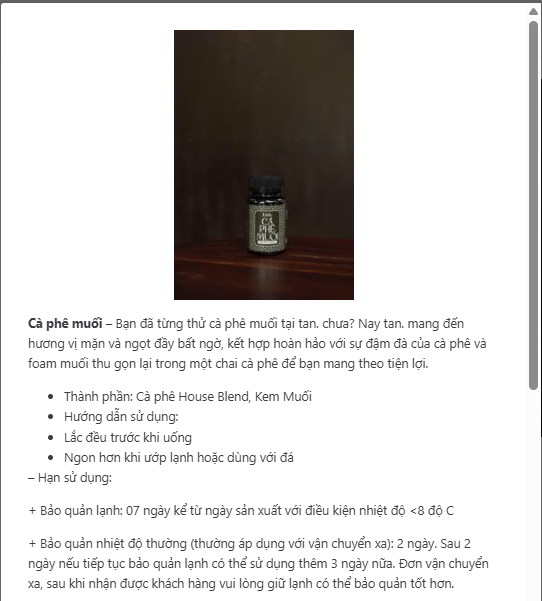 CÀ
PHÊ
MUỐI
Cà phê muối – Bạn đã từng thử cà phê muối tại tan. chưa? Nay tan. mang đến
hương vị mặn và ngọt đầy bất ngờ, kết hợp hoàn hảo với sự đậm đà của cà phê và
foam muối thu gọn lại trong một chai cà phê để bạn mang theo tiện lợi.
Thành phần: Cà phê House Blend, Kem Muối
Hướng dẫn sử dụng:
Lắc đều trước khi uống
Ngon hơn khi ướp lạnh hoặc dùng với đá
– Hạn sử dụng:
+ Bảo quản lạnh: 07 ngày kể từ ngày sản xuất với điều kiện nhiệt độ <8 độ C
+ Bảo quản nhiệt độ thường (thường áp dụng với vận chuyển xa): 2 ngày. Sau 2
ngày nếu tiếp tục bảo quản lạnh có thể sử dụng thêm 3 ngày nữa. Đơn vận chuyển
xa, sau khi nhận được khách hàng vui lòng giữ lạnh có thể bảo quản tốt hơn.